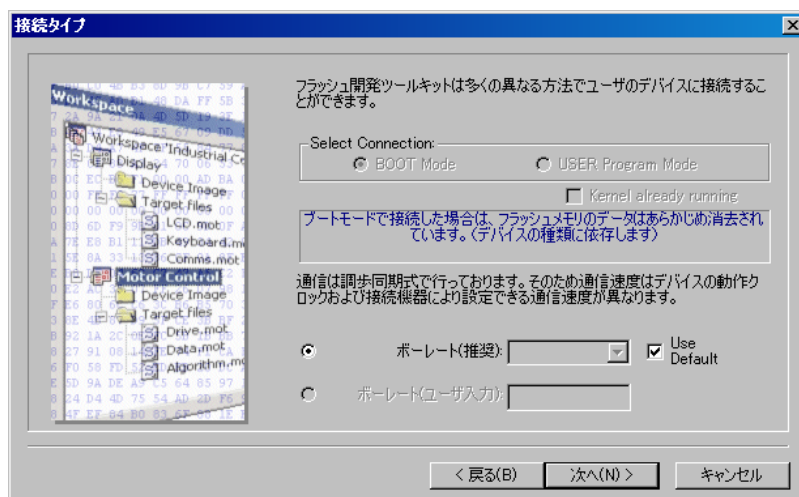 接続タイプ
フラッシュ開発ツールキットは多くの異なる方法でユーザのデバイスに接続するこ
とができます。
Select Connection:
BOOT Mode
USER Program Mode
Kernel already running
ブートモードで接続した場合は、フラッシュメモリのデータはあらかじめ消去され
ています。(デバイスの種類に依存します)
通信は調歩同期式で行っております。そのため通信速度はデバイスの動作ク
ロックおよび接続機器により設定できる通信速度が異なります。
ボーレート(推奨):
Use
Default
ボーレート(ユーザ入力):
Workspace
Workspace 'Industrial Co
Display
Device Image
Target files
LCD.mot
Keyboard.m
Comms.mot
Motor Control
Device Image
Target files
Drive.mot
Data.mot
Algorithm.mo
< 戻る(B)
次へ(N) >
キャンセル